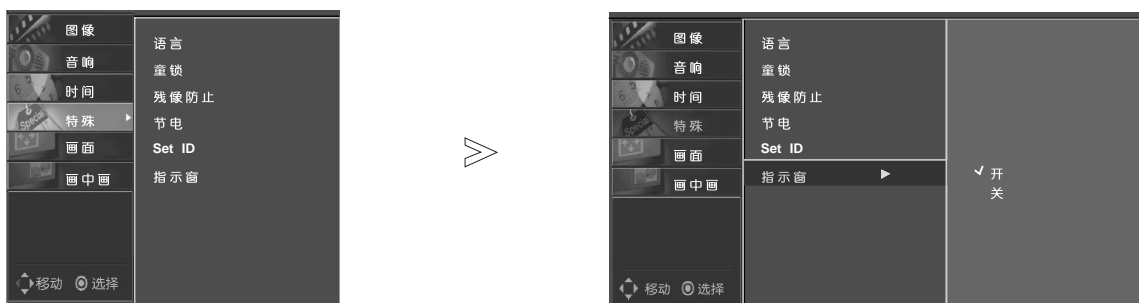 图像
音响
时间
特殊
画面
画中画
移动 选择
语言
童锁
残像防止
节电
Set ID
指示窗
图像
音响
时间
特殊
画面
画中画
移动 选择
语言
童锁
残像防止
节电
Set ID
指示窗
开
关